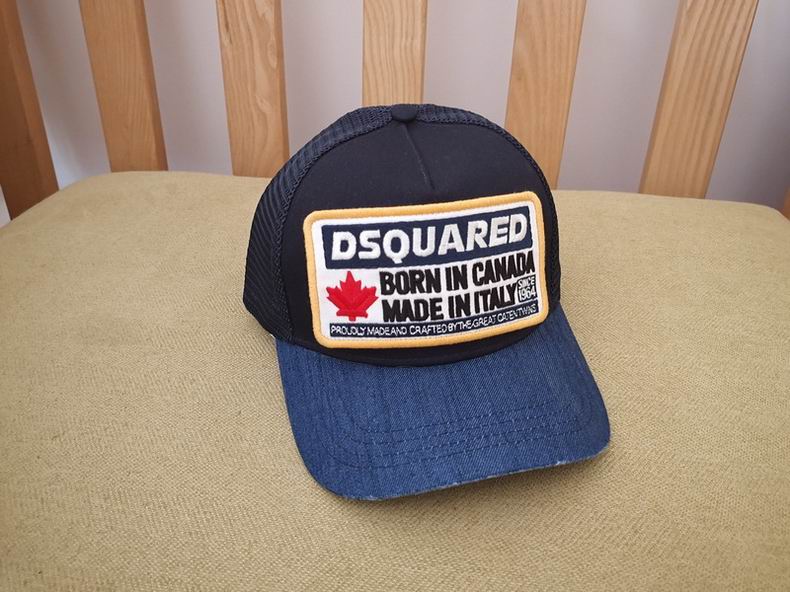 DSQUARED
BORN IN CANADA
MADE IN ITALY
SINCE
1964
PROUDLY MADE AND CRAFTED BY THE GREAT CATEN TWINS